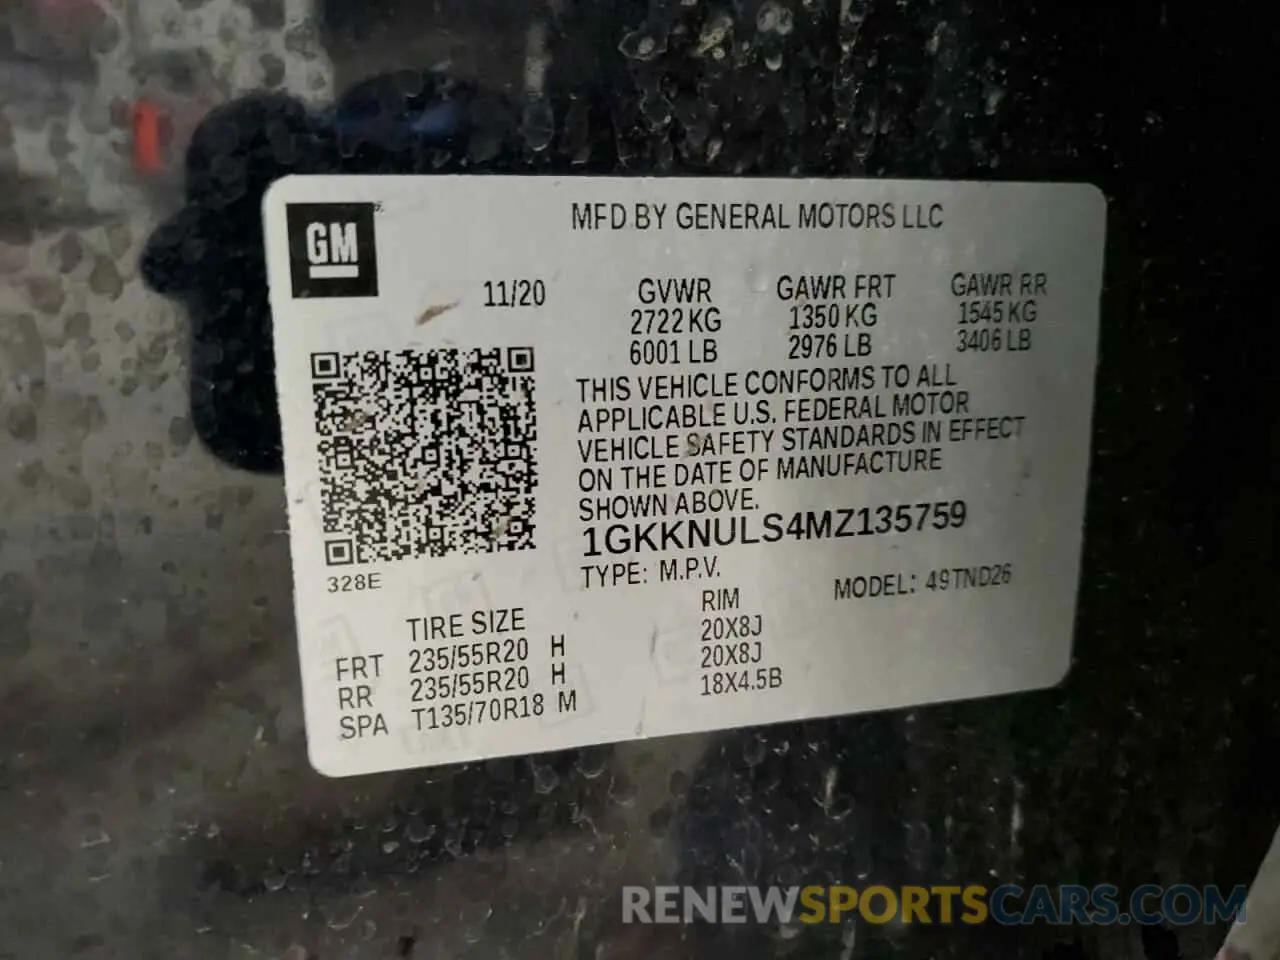 GM
MFD BY GENERAL MOTORS LLC
11/20 GVWR GAWR FRT GAWR RR
2722 KG 1350 KG 1545 KG
6001 LB 2976 LB 3406 LB
THIS VEHICLE CONFORMS TO ALL
APPLICABLE U.S. FEDERAL MOTOR
VEHICLE SAFETY STANDARDS IN EFFECT
ON THE DATE OF MANUFACTURE
SHOWN ABOVE.
1GKKNULS4MZ135759
328E
TYPE: M.P.V. MODEL: 49TND26
TIRE SIZE RIM
FRT 235/55R20 H 20X8J
RR 235/55R20 H 20X8J
SPA T135/70R18 M 18X4.5B
RENEWSPORTSCARS.COM